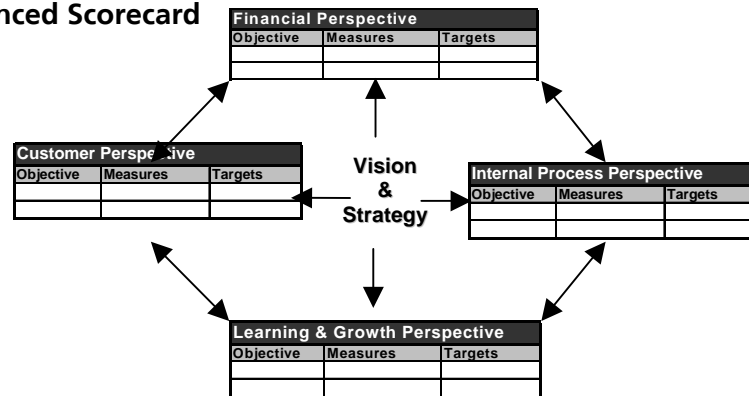 nced Scorecard
Financial Perspective
Objective Measures Targets
Customer Perspective
Objective Measures Targets
Vision
&
Strategy
Internal Process Perspective
Objective Measures Targets
Learning & Growth Perspective
Objective Measures Targets